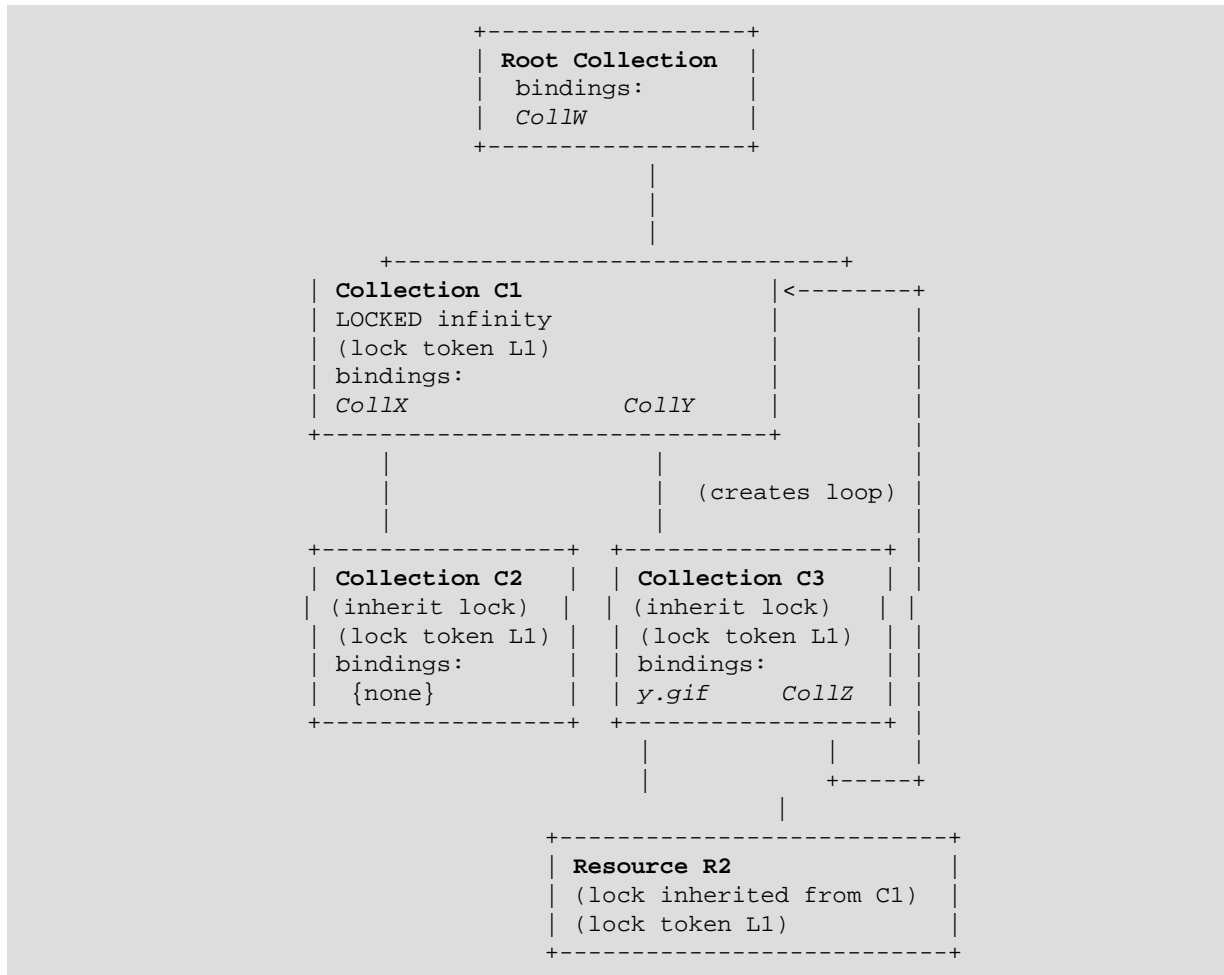 Root Collection
bindings:
CollW
Collection C1
LOCKED infinity
(lock token L1)
bindings:
CollX CollY
(creates loop)
Collection C2 Collection C3
(inherit lock) (inherit lock)
(lock token L1) (lock token L1)
bindings: bindings:
{none} y.gif CollZ
Resource R2
(lock inherited from C1)
(lock token L1)